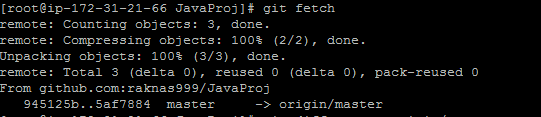 [root@ip-172-31-21-66 JavaProj]# git fetch
remote: Counting objects: 3, done.
remote: Compressing objects: 100% (2/2), done.
Unpacking objects: 100% (3/3), done.
remote: Total 3 (delta 0), reused 0 (delta 0), pack-reused 0
From github.com:raknas999/JavaProj
   945125b..5af7884  master     -> origin/master